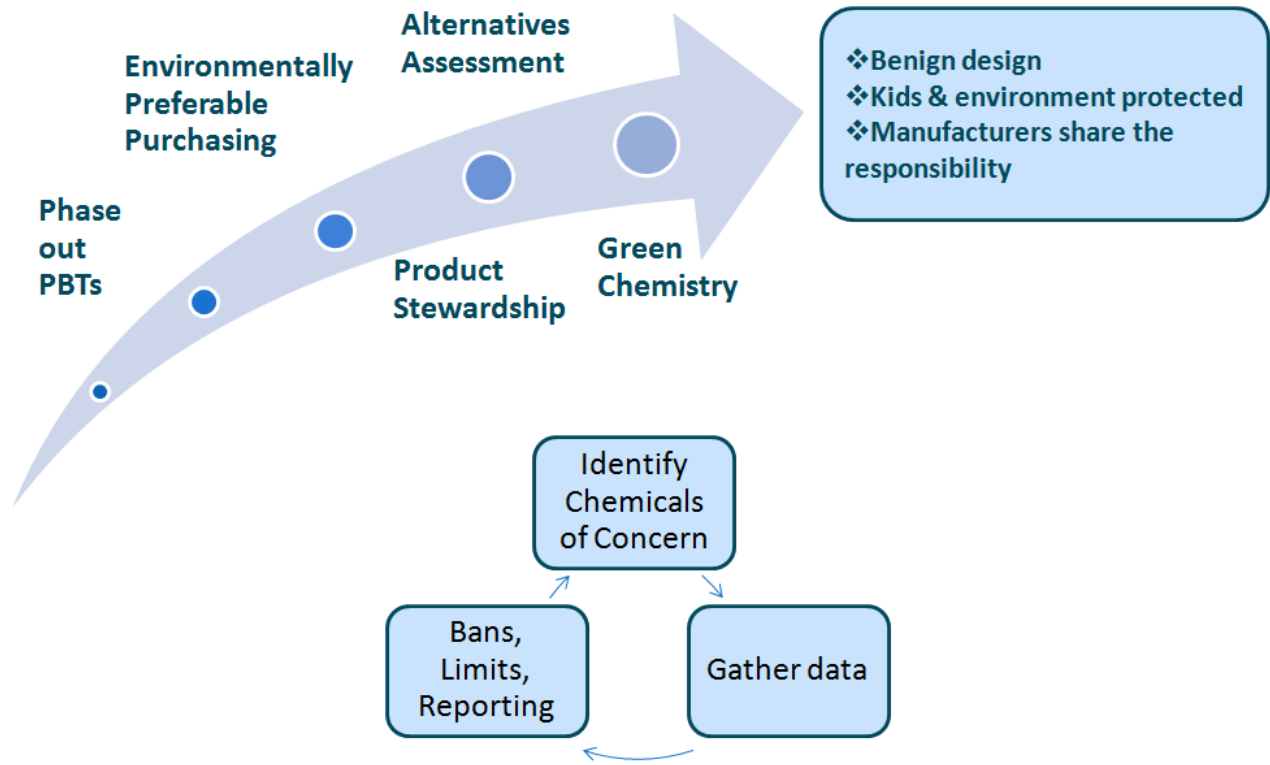 Phase
out
PBTs
Environmentally
Preferable
Purchasing
Alternatives
Assessment
Product
Stewardship
Green
Chemistry
❖Benign design
❖Kids & environment protected
❖Manufacturers share the
responsibility
Identify
Chemicals
of Concern
Gather data
Bans,
Limits,
Reporting